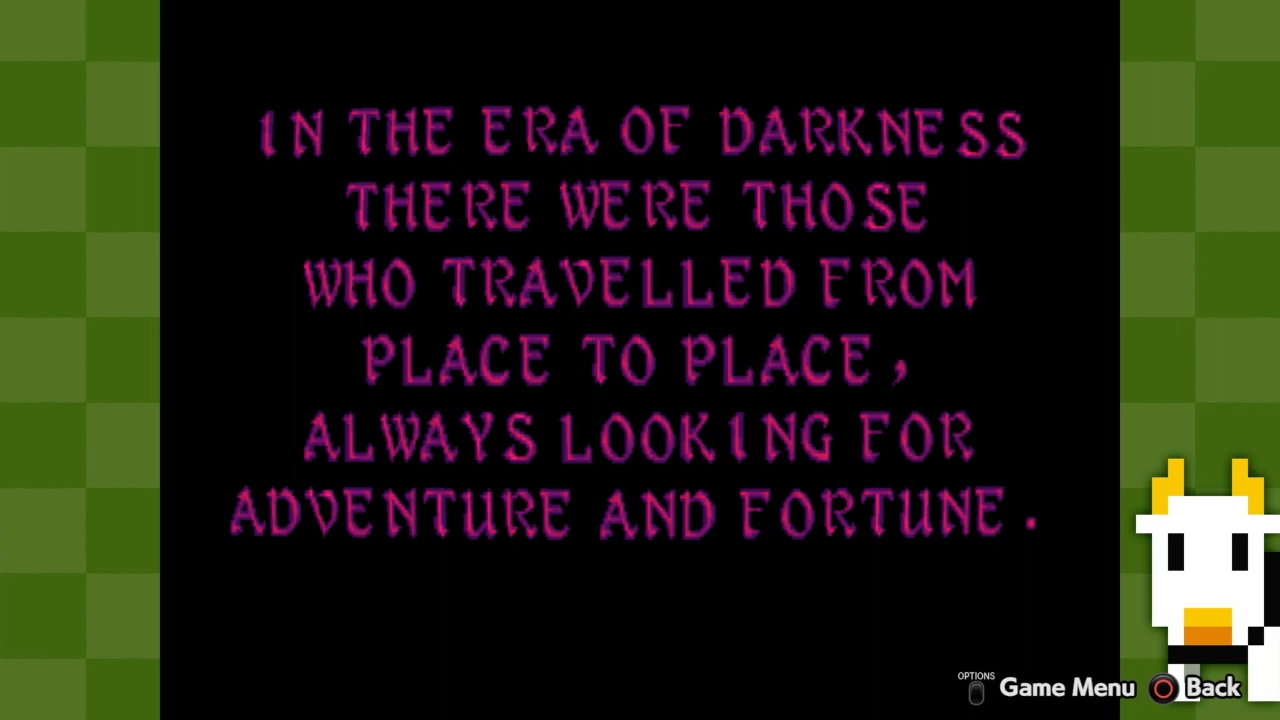 IN THE ERA OF DARKNESS
THERE WERE THOSE
WHO TRAVELLED FROM
PLACE TO PLACE,
ALWAYS LOOKING FOR
ADVENTURE AND FORTUNE.
OPTIONS
Game Menu
Back